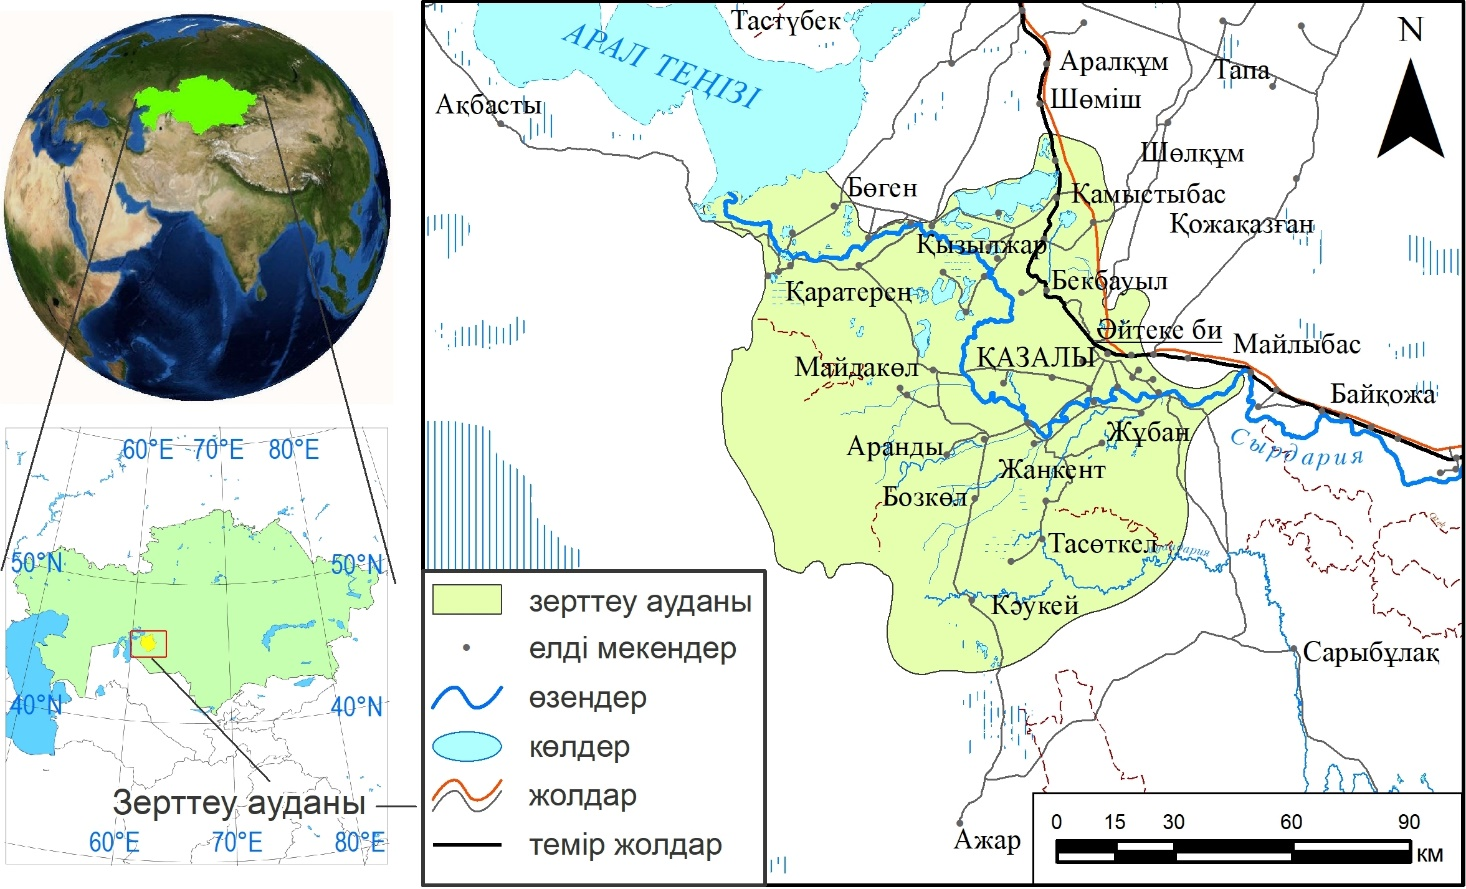 60°E 70°E 80°E
50°N 50°N
40°N 40°N
Зерттеу ауданы
60°E 70°E 80°E
Тастүбек
АРАЛ ТЕҢІЗІ
N
Аралқұм
Тапа
Ақбасты
Шөміш
Шөлқұм
Бөген
Қамыстыбас
Қожақазған
Қызылжар
Қаратерең
Бекбауыл
Әйтеке би
Майлыбас
ҚАЗАЛЫ
Майдакөл
Байқожа
Жұбан
Аранды
Сырдария
Жанкент
Бозкөл
Тасөткел
Кәукей
Сарыбұлақ
Ажар
зерттеу ауданы
елді мекендер
өзендер
көлдер
жолдар
темір жолдар
0 15 30 60 90
км